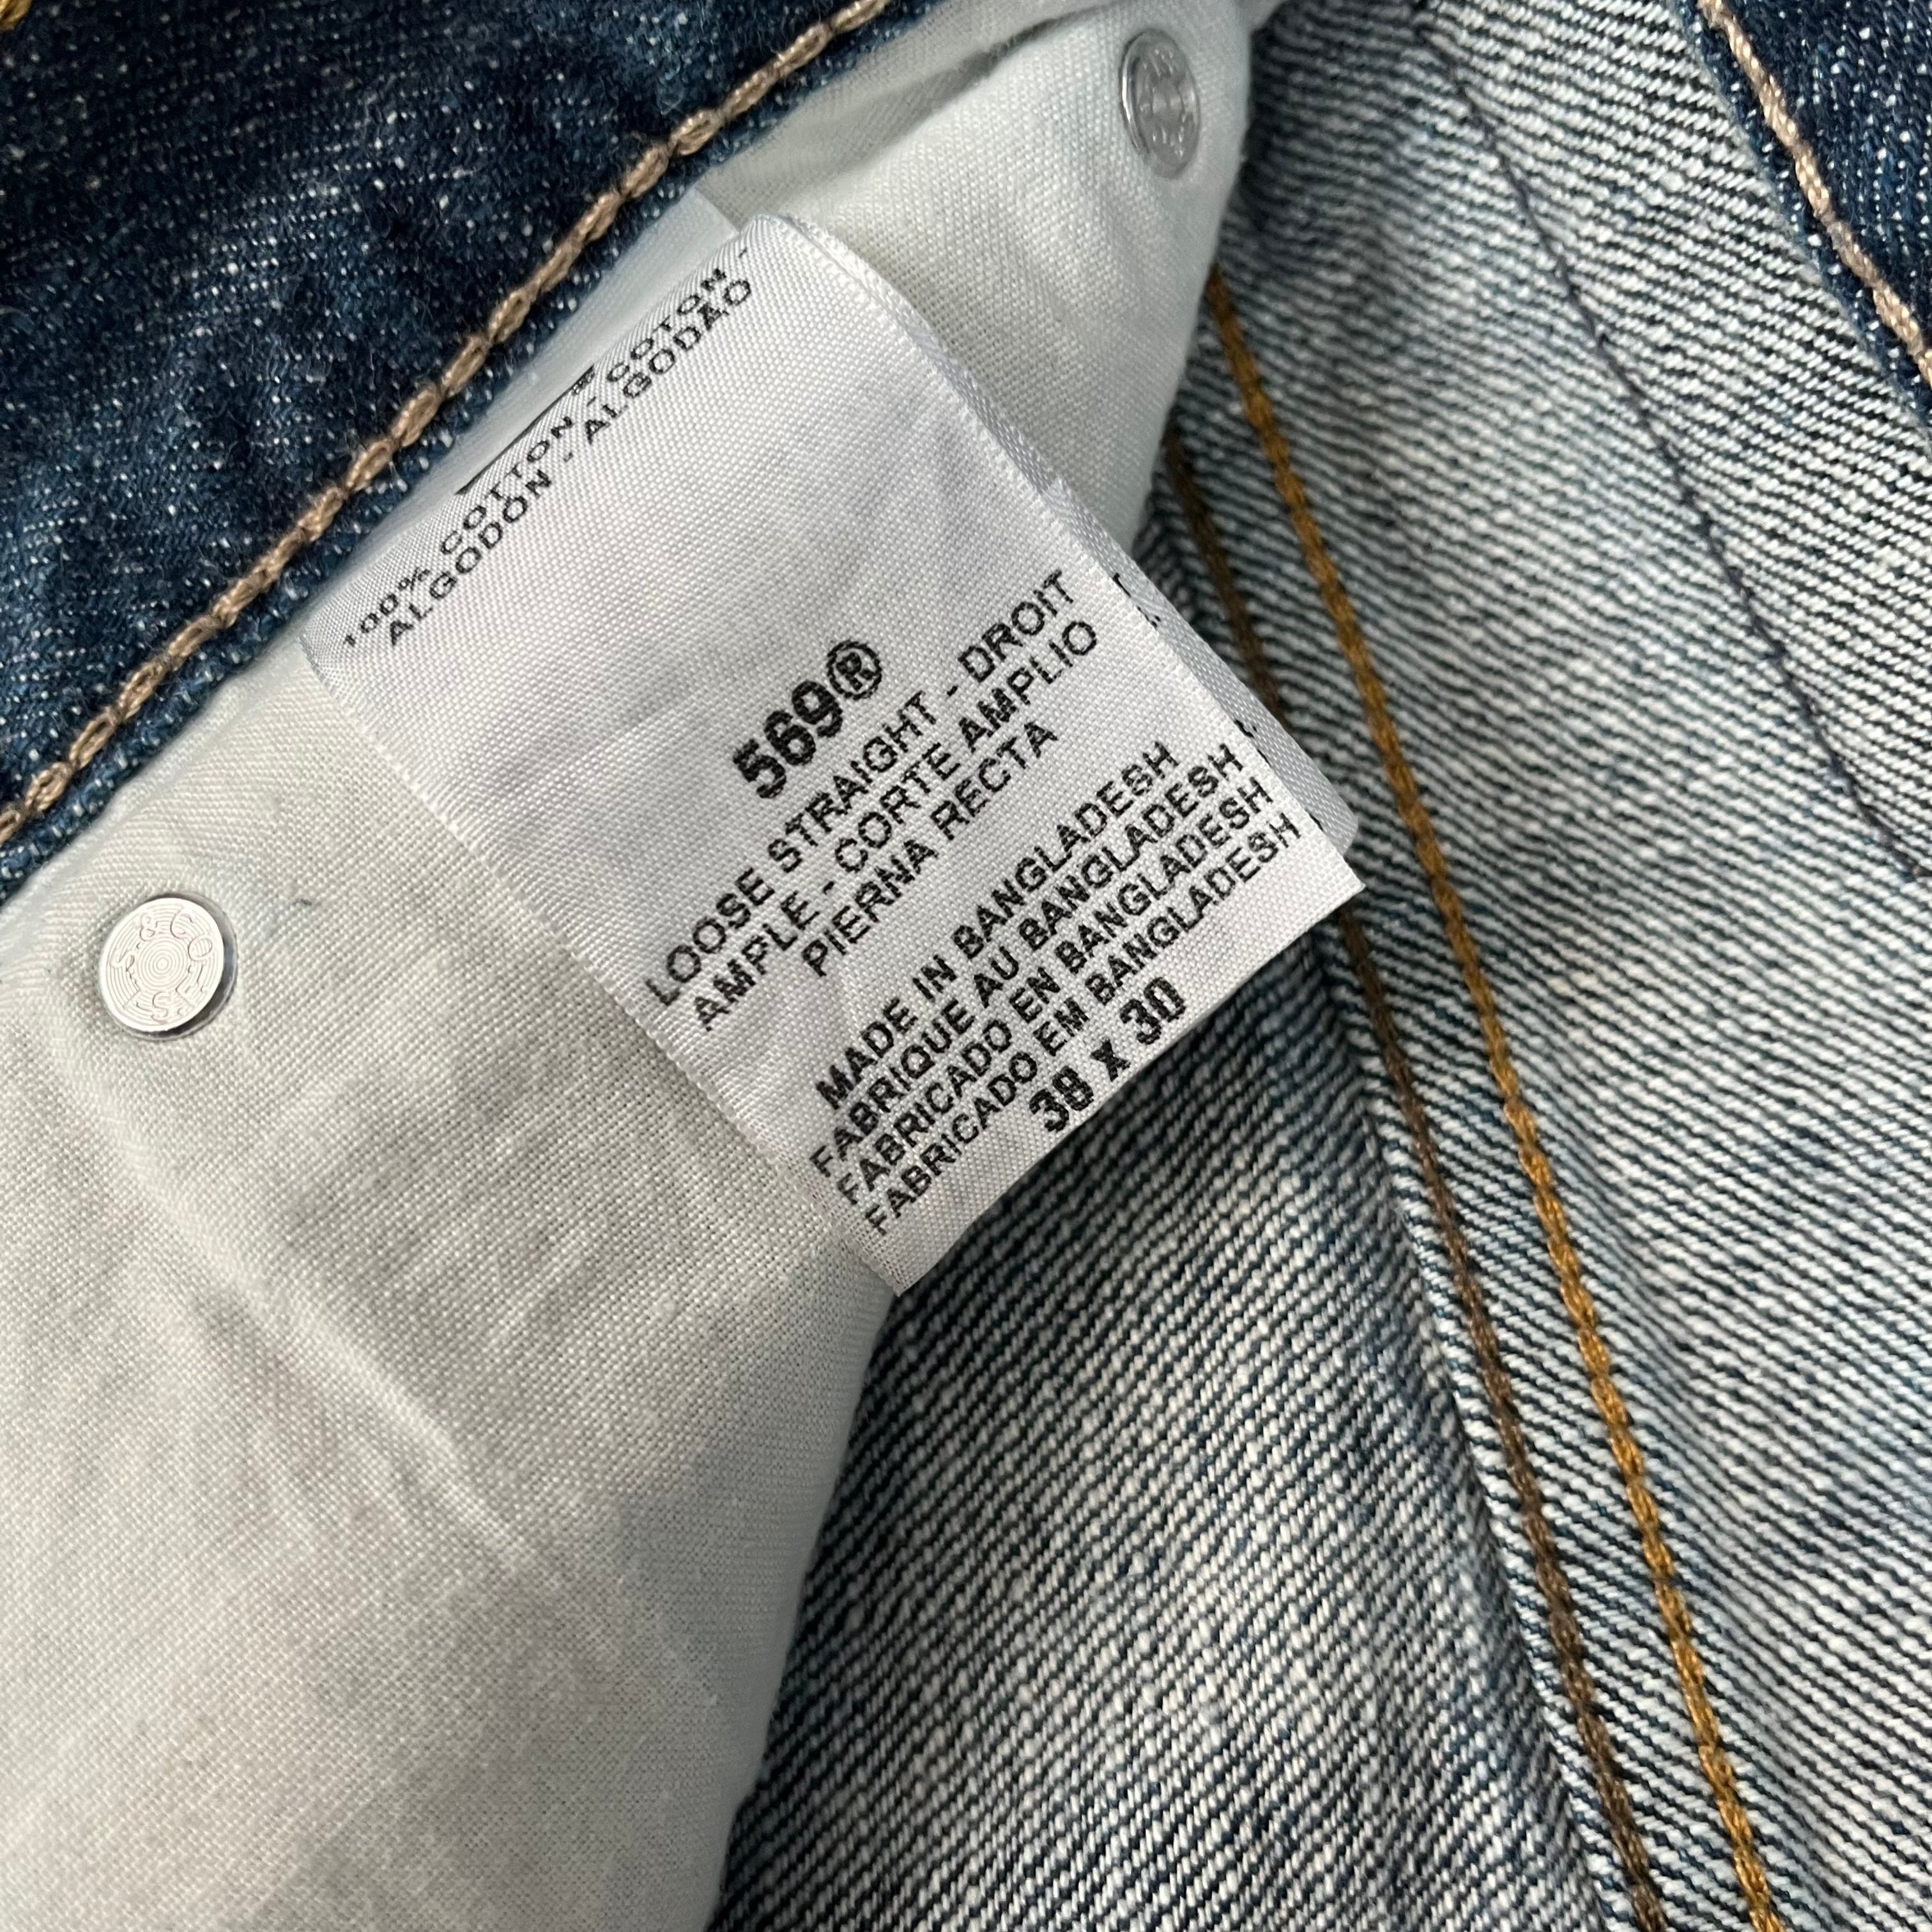 100% COTTON - COTON -
ALGODON - ALGODÃO
569®
LOOSE STRAIGHT - DROIT
AMPLE - CORTE AMPLIO
PIERNA RECTA
MADE IN BANGLADESH
FABRIQUE AU BANGLADESH
FABRICADO EN BANGLADESH
FABRICADO EM BANGLADESH
38 x 30
&CO